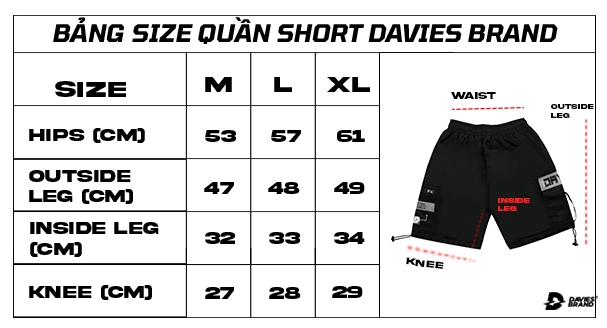 BẢNG SIZE QUẦN SHORT DAVIES BRAND
SIZE M L XL
HIPS (CM) 53 57 61
OUTSIDE
LEG (CM) 47 48 49
INSIDE LEG
(CM) 32 33 34
KNEE (CM) 27 28 29
WAIST
OUTSIDE
LEG
INSIDE
LEG
KNEE
DAVIES
BRAND